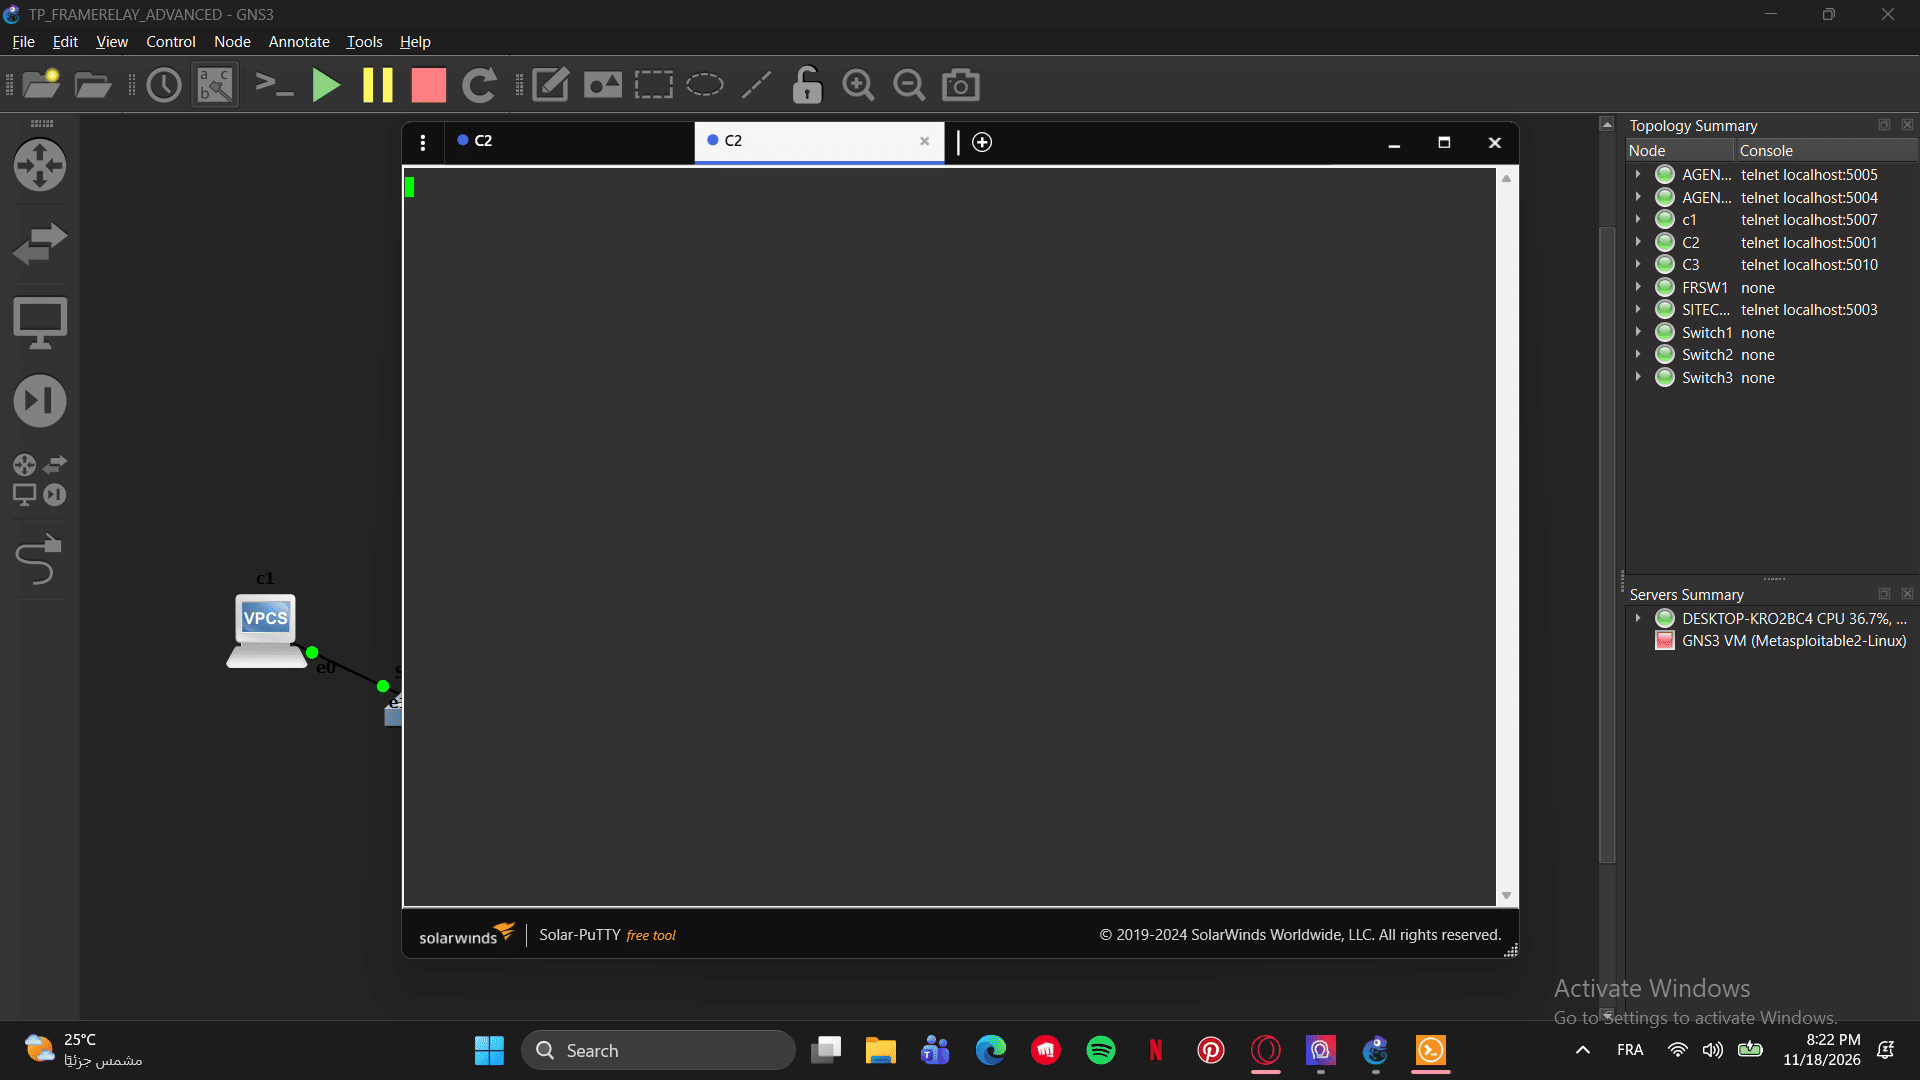 TP_FRAMERELAY_ADVANCED - GNS3
File Edit View Control Node Annotate Tools Help
C2
C2
Topology Summary
Node Console
AGEN... telnet localhost:5005
AGEN... telnet localhost:5004
c1 telnet localhost:5007
C2 telnet localhost:5001
C3 telnet localhost:5010
FRSW1 none
SITEC... telnet localhost:5003
Switch1 none
Switch2 none
Switch3 none
c1
VPCS
e0
Servers Summary
DESKTOP-KRO2BC4 CPU 36.7%, ...
GNS3 VM (Metasploitable2-Linux)
solarwinds Solar-PuTTY free tool
© 2019-2024 SolarWinds Worldwide, LLC. All rights reserved.
Activate Windows
Go to Settings to activate Windows.
25°C
مشمس جزئيًا
Search
FRA
8:22 PM
11/18/2026